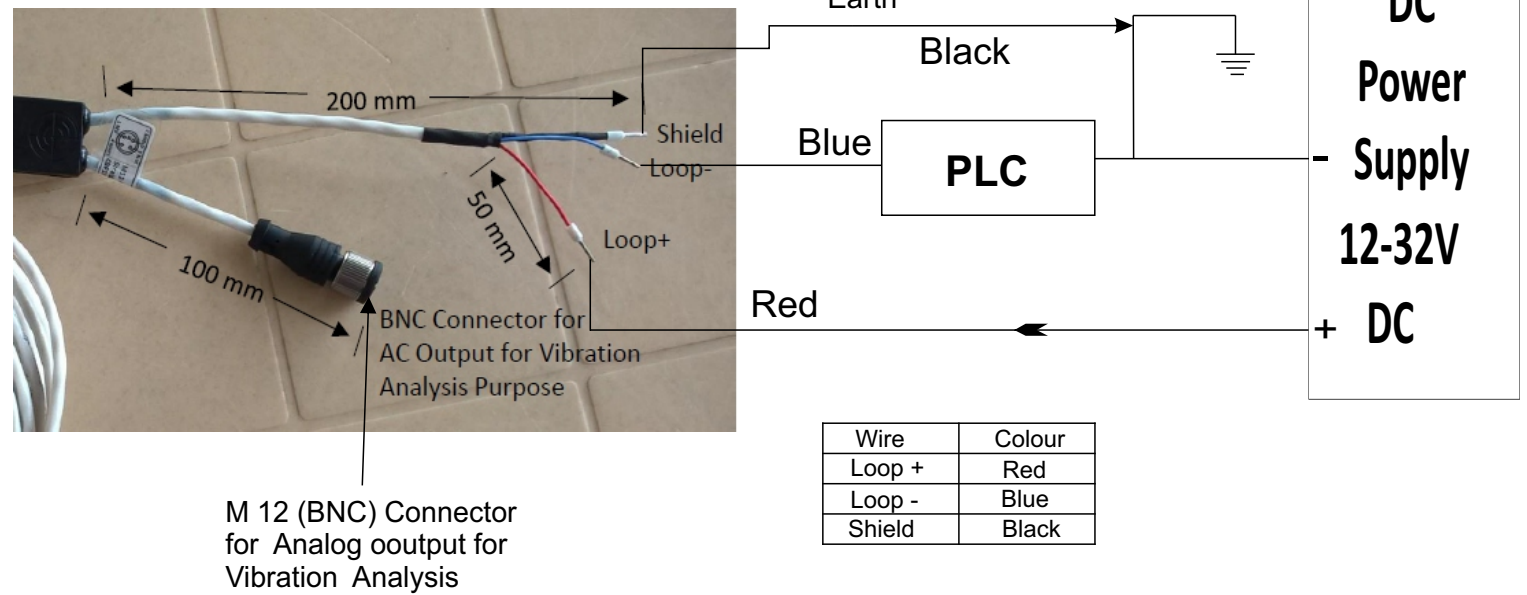 Earth
Black
200 mm
Shield
Loop-
Blue
PLC
-
DC
Power
Supply
12-32V
DC
+
50 mm
Loop+
100 mm
Red
BNC Connector for
AC Output for Vibration
Analysis Purpose
M 12 (BNC) Connector
for Analog ooutput for
Vibration Analysis
Wire Colour
Loop + Red
Loop - Blue
Shield Black